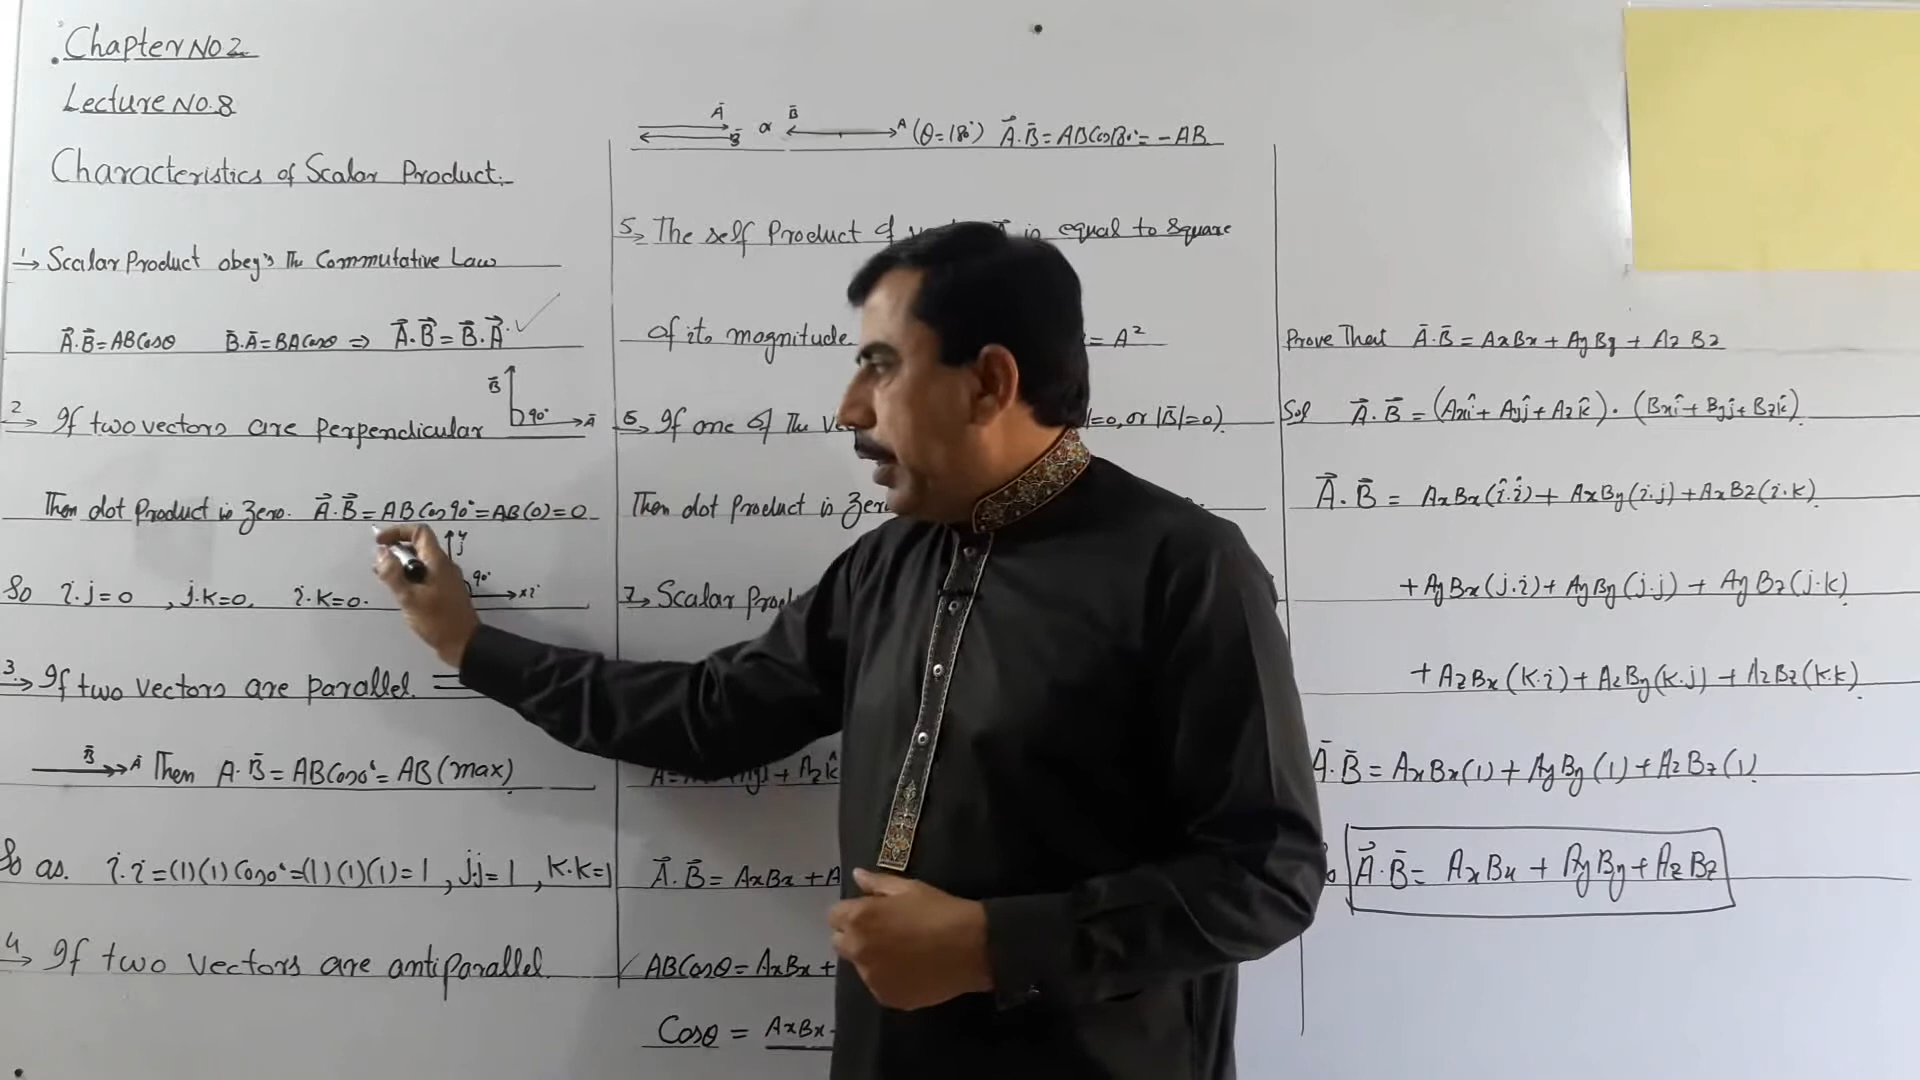 Chapter No 2
Lecture No. 8
Characteristics of Scalar Product:
1→ Scalar Product obey's The Commutative Law
A⃗.B⃗=ABCosθ B⃗.A⃗=BACosθ ⇒ A⃗.B⃗=B⃗.A⃗.✓
B⃗
2→ If two vectors are perpendicular 90° A⃗
Then dot Product is Zero. A⃗.B⃗=ABCos90°=AB(0)=0
y
j
So i.j=0 , j.k=0, i.k=0. 90° x i
3→ If two vectors are parallel.
B⃗ A⃗ Then A.B⃗=ABCos0°=AB(max)
So as. i.i=(1)(1)Cos0°=(1)(1)(1)=1, j.j=1, K.K=1
4→ If two vectors are antiparallel.
A⃗ B⃗ or B⃗ A (θ=180°) A⃗.B⃗=ABCos180°=-AB
5→ The self Product of is equal to Square
of its magnitude = A²
6→ If one of The =0, or |B⃗|=0)
Then dot Product is Zero
7→ Scalar
A_z k̂
A⃗.B⃗= AxBx +
ABCosθ= AxBx +
Cosθ = AxBx
Prove That A⃗.B⃗ = AxBx + AyBy + AzBz
Sol A⃗.B⃗ = (Axî + Ayĵ + Azk̂) . (Bxî + Byĵ + Bzk̂)
A⃗.B⃗ = AxBx(î.î) + AxBy(i.j) + AxBz(i.k)
+ AyBx(j.i) + AyBy(j.j) + AyBz(j.k)
+ AzBx(K.i) + AzBy(K.j) + AzBz(K.K)
A⃗.B⃗ = AxBx(1) + AyBy(1) + AzBz(1)
A⃗.B⃗ = AxBx + AyBy + AzBz